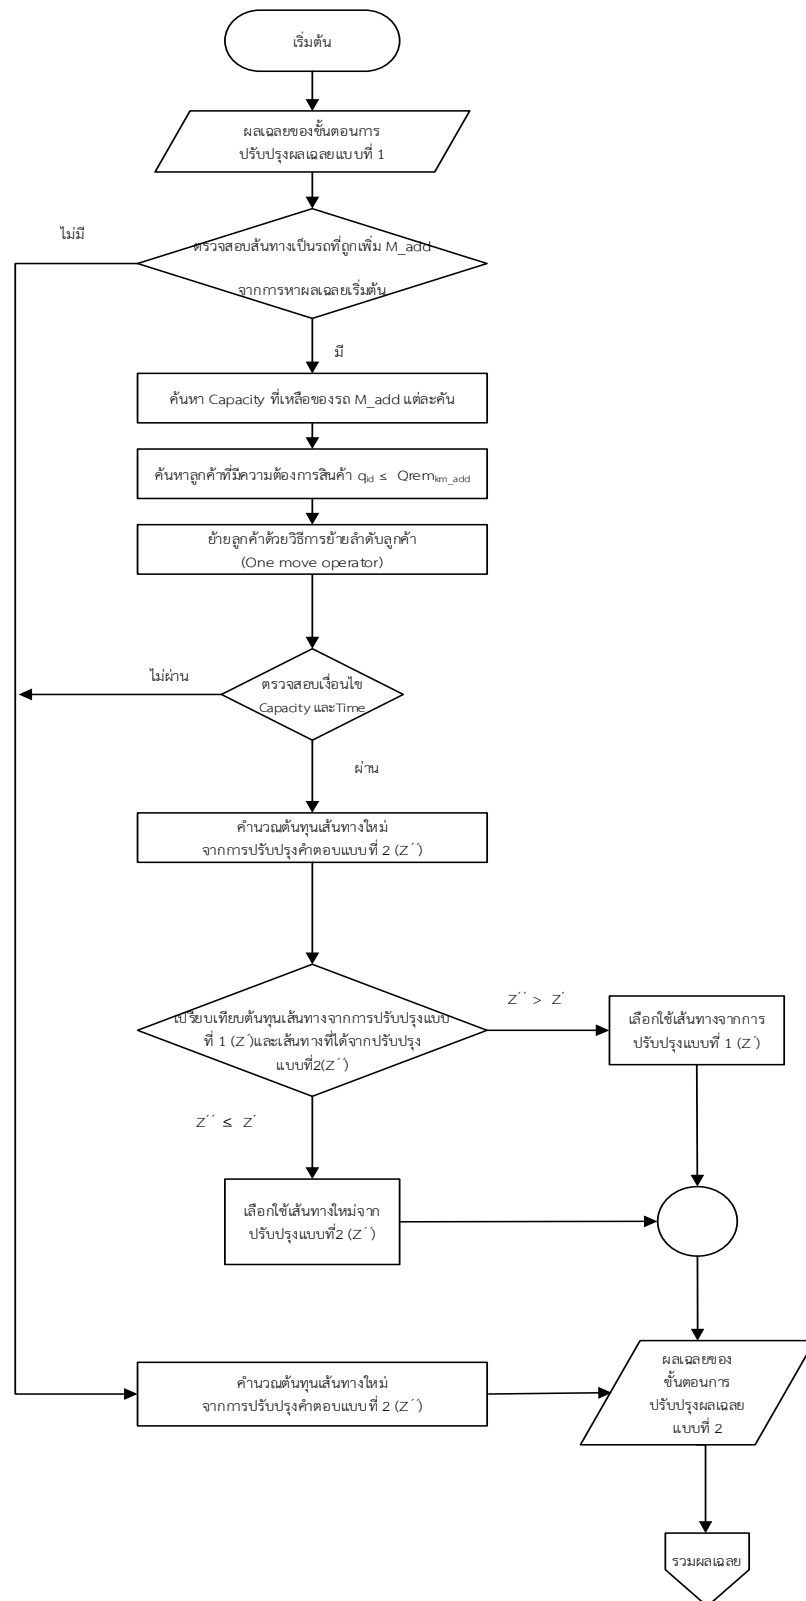 เริ่มต้น
ผลเฉลยของขั้นตอนการ
ปรับปรุงผลเฉลยแบบที่ 1
ไม่มี
ตรวจสอบส้นทางเป็นรถที่ถูกเพิ่ม M_add
จากการหาผลเฉลยเริ่มต้น
มี
ค้นหา Capacity ที่เหลือของรถ M_add แต่ละคัน
ค้นหาลูกค้าที่มีความต้องการสินค้า qid ≤ Qremkm_add
ย้ายลูกค้าด้วยวิธีการย้ายลำดับลูกค้า
(One move operator)
ไม่ผ่าน
ตรวจสอบเงื่อนไข
Capacity และTime
ผ่าน
คำนวณต้นทุนเส้นทางใหม่
จากการปรับปรุงคำตอบแบบที่ 2 (Z´´)
Z´´ > Z´
เปรียบเทียบต้นทุนเส้นทางจากการปรับปรุงแบบ
ที่ 1 (Z´)และเส้นทางที่ได้จากปรับปรุง
แบบที่2(Z´´)
เลือกใช้เส้นทางจากการ
ปรับปรุงแบบที่ 1 (Z´)
Z´´ ≤ Z´
เลือกใช้เส้นทางใหม่จาก
ปรับปรุงแบบที่2 (Z´´)
คำนวณต้นทุนเส้นทางใหม่
จากการปรับปรุงคำตอบแบบที่ 2 (Z´´)
ผลเฉลยของ
ขั้นตอนการ
ปรับปรุงผลเฉลย
แบบที่ 2
รวมผลเฉลย